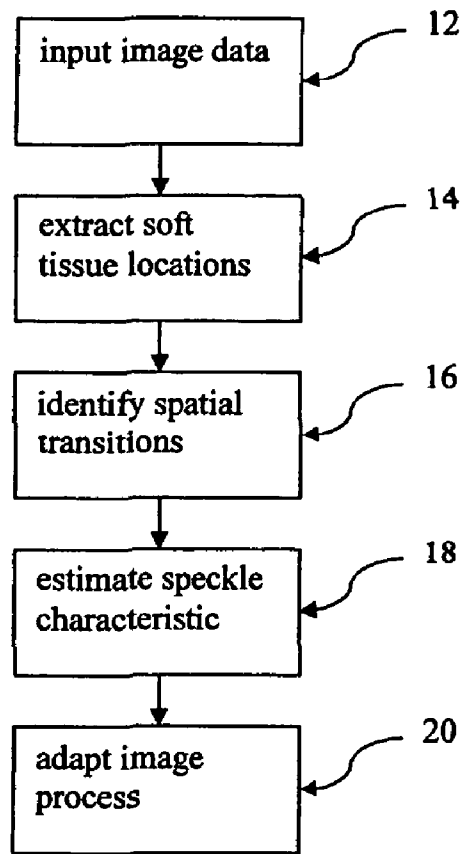 input image data
12
extract soft
tissue locations
14
identify spatial
transitions
16
estimate speckle
characteristic
18
adapt image
process
20